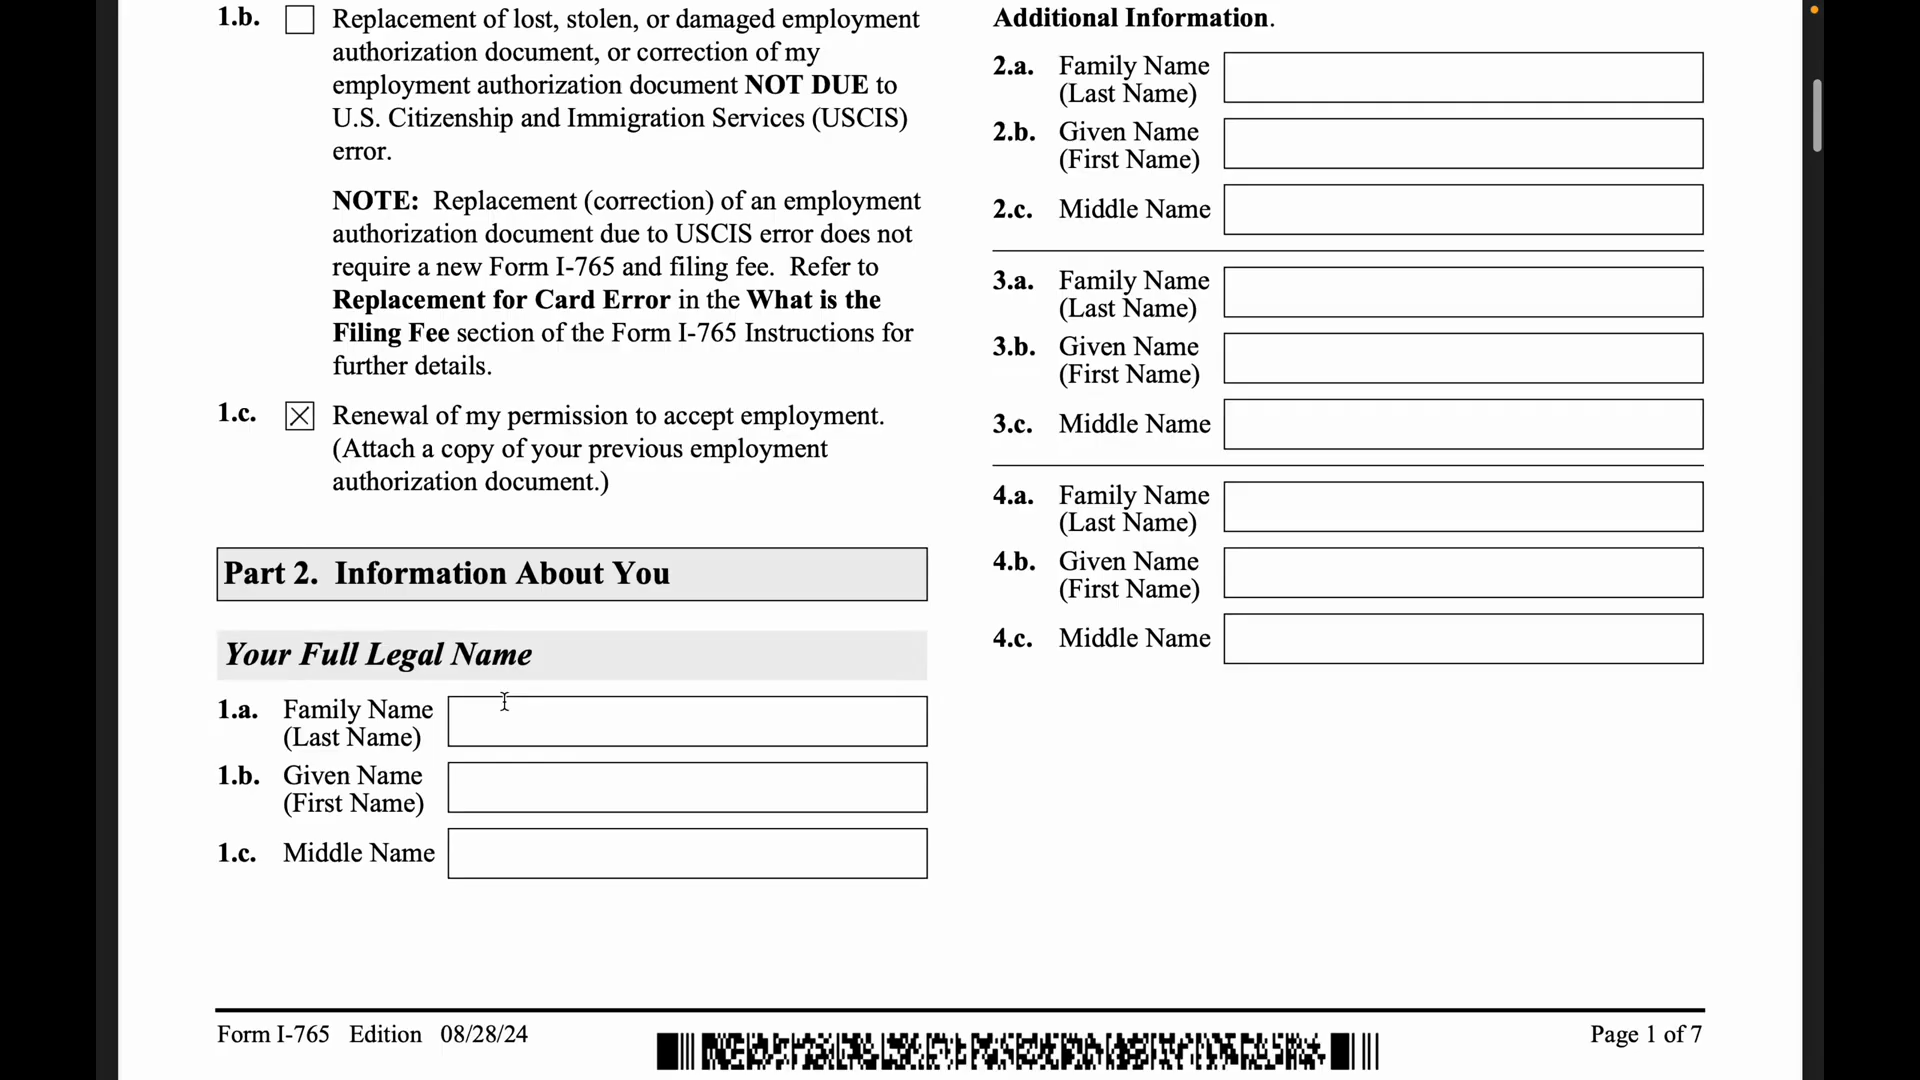 1.b. Replacement of lost, stolen, or damaged employment
authorization document, or correction of my
employment authorization document NOT DUE to
U.S. Citizenship and Immigration Services (USCIS)
error.
NOTE: Replacement (correction) of an employment
authorization document due to USCIS error does not
require a new Form I-765 and filing fee. Refer to
Replacement for Card Error in the What is the
Filing Fee section of the Form I-765 Instructions for
further details.
1.c. Renewal of my permission to accept employment.
(Attach a copy of your previous employment
authorization document.)
Part 2. Information About You
Your Full Legal Name
1.a. Family Name
(Last Name)
1.b. Given Name
(First Name)
1.c. Middle Name
Additional Information.
2.a. Family Name
(Last Name)
2.b. Given Name
(First Name)
2.c. Middle Name
3.a. Family Name
(Last Name)
3.b. Given Name
(First Name)
3.c. Middle Name
4.a. Family Name
(Last Name)
4.b. Given Name
(First Name)
4.c. Middle Name
Form I-765 Edition 08/28/24
Page 1 of 7